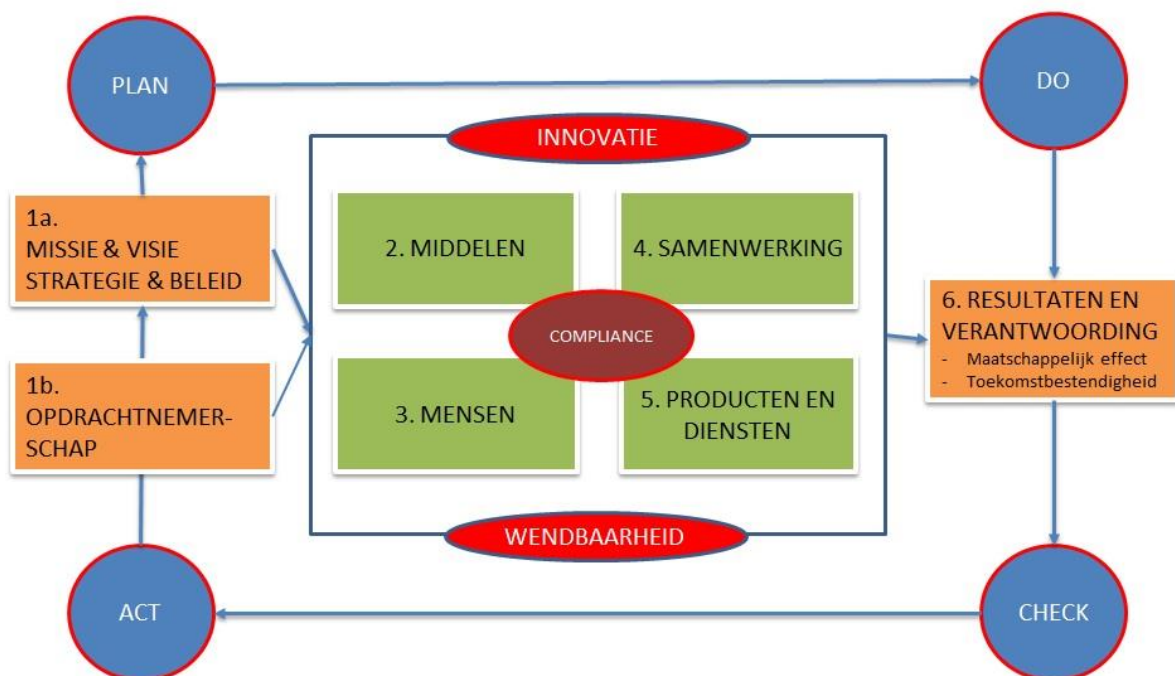 PLAN
DO
INNOVATIE
1a.
MISSIE & VISIE
STRATEGIE & BELEID
2. MIDDELEN
4. SAMENWERKING
COMPLIANCE
6. RESULTATEN EN
VERANTWOORDING
- Maatschappelijk effect
- Toekomstbestendigheid
1b.
OPDRACHTNEMER-
SCHAP
3. MENSEN
5. PRODUCTEN EN
DIENSTEN
WENDBAARHEID
ACT
CHECK